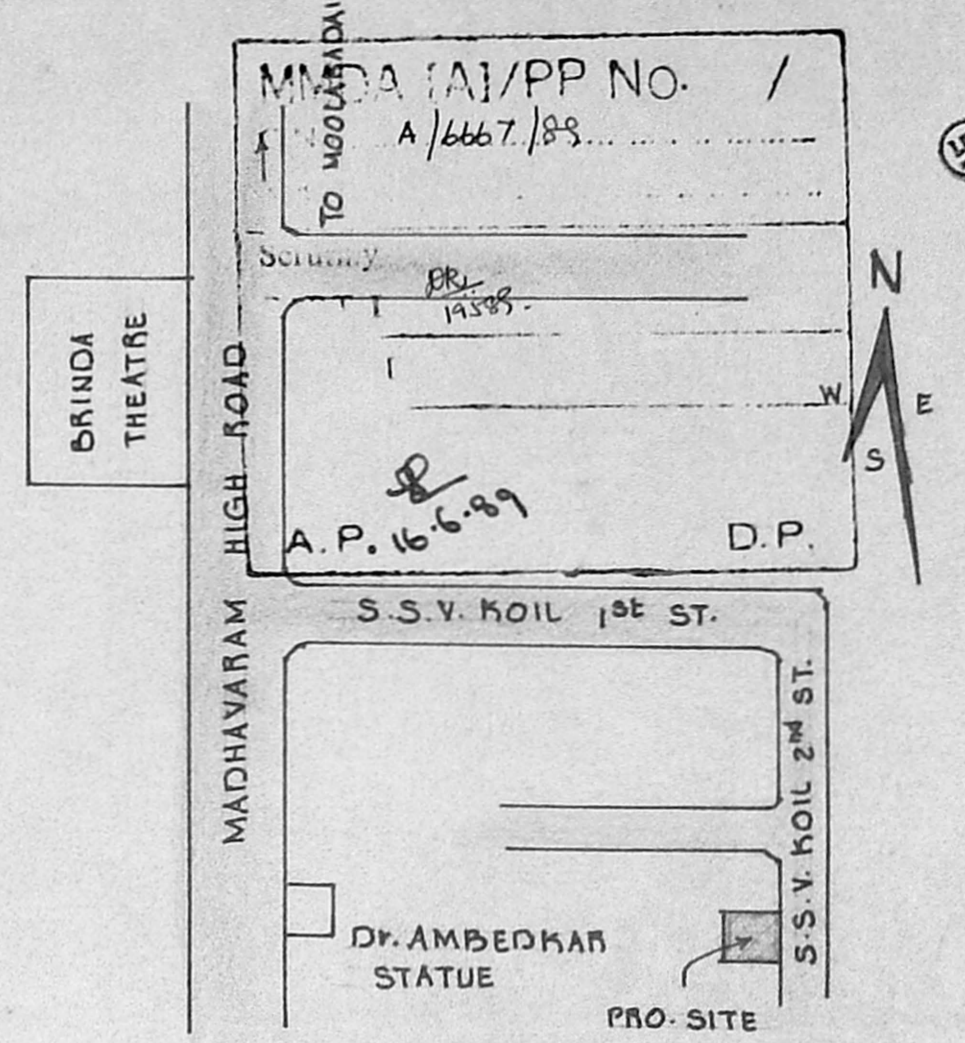 MMDA [A]/PP No. /
A/6667/89
TO MOOLAKADAI
Scrutiny
19589
N
W
E
S
BRINDA
THEATRE
MADHAVARAM HIGH ROAD
16.6.89
A.P.
D.P.
S.S.V. KOIL 1st ST.
S.S.V. KOIL 2nd ST.
Dr. AMBEDKAR
STATUE
PRO. SITE